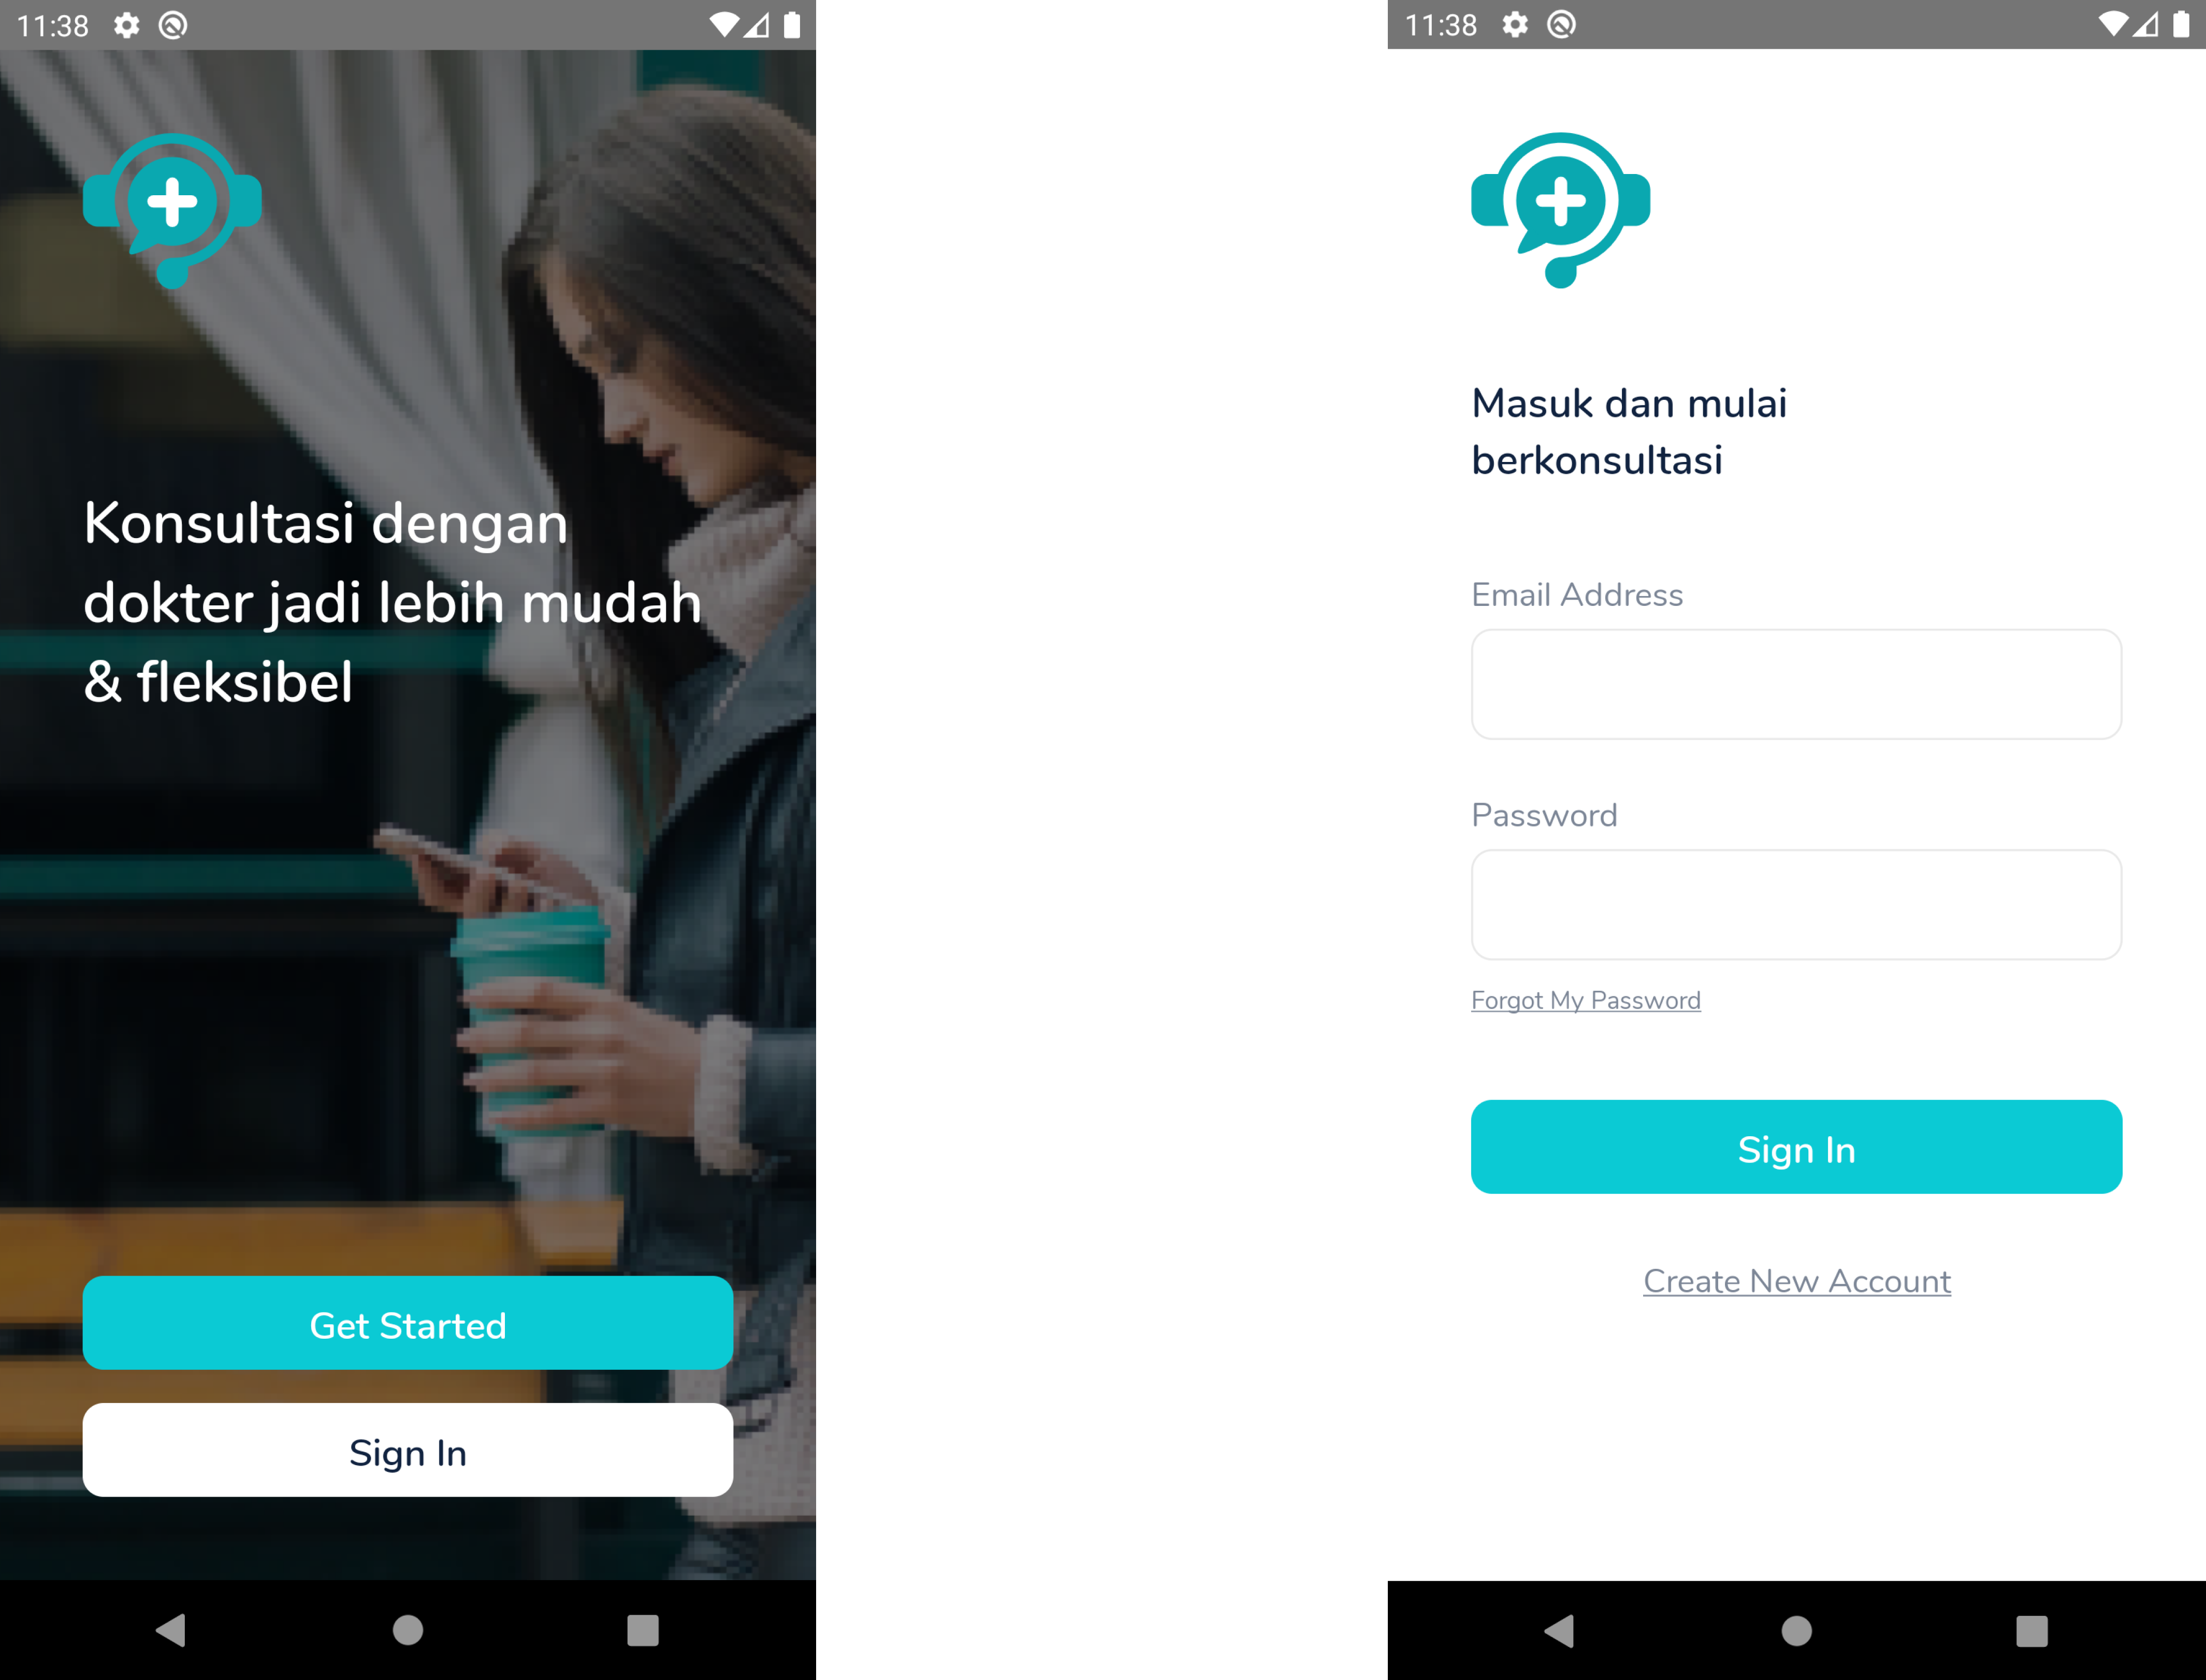 11:38
Konsultasi dengan
dokter jadi lebih mudah
& fleksibel
Get Started
Sign In
11:38
Masuk dan mulai
berkonsultasi
Email Address
Password
Forgot My Password
Sign In
Create New Account